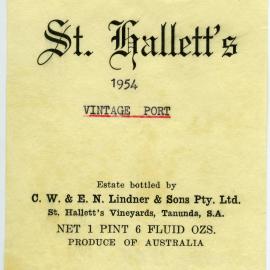 St. Hallett's
1954
VINTAGE PORT
Estate bottled by
C. W. & E. N. Lindner & Sons Pty. Ltd.
St. Hallett's Vineyards, Tanunda, S.A.
NET 1 PINT 6 FLUID OZS.
PRODUCE OF AUSTRALIA